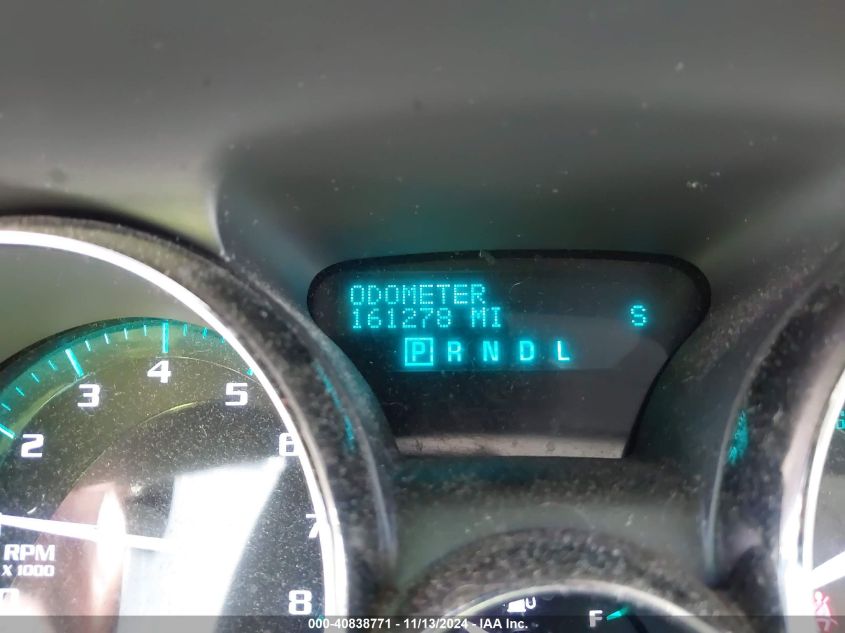 ODOMETER
161278 MI S
P R N D L
2 3 4 5 6 7 8
RPM
X 1000
F
000-40838771 - 11/13/2024 - IAA Inc.